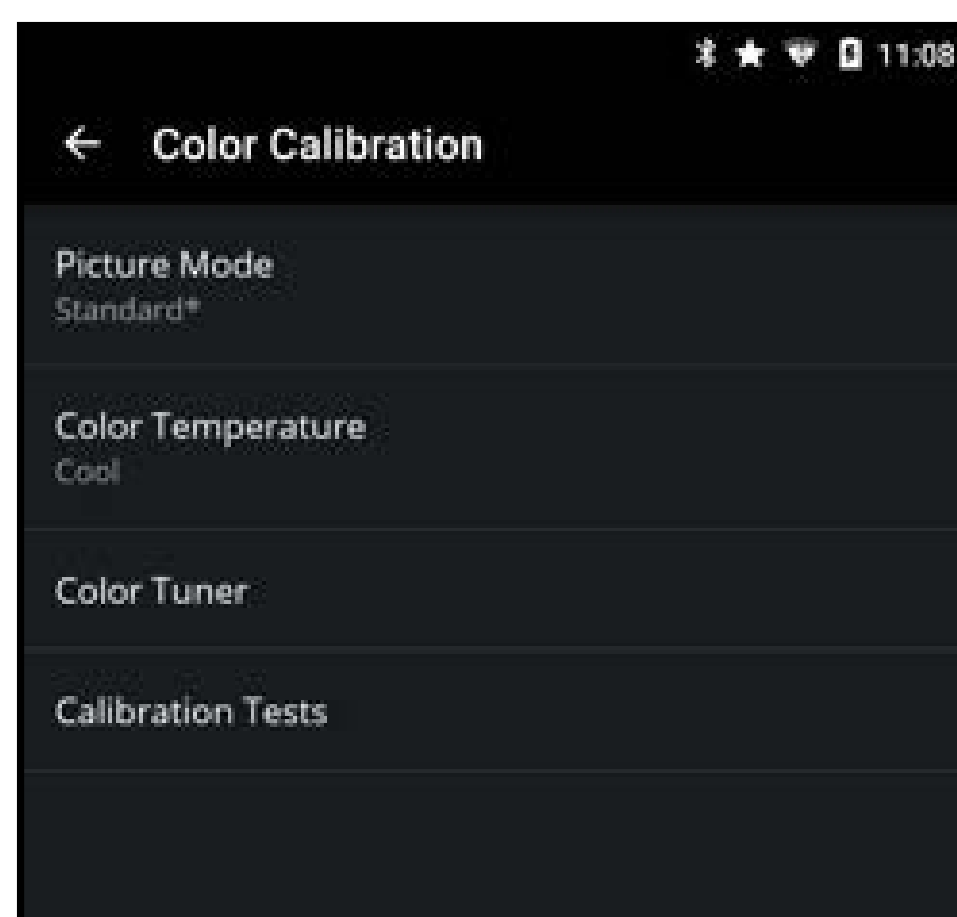 11:08
Color Calibration
Picture Mode
Standard*
Color Temperature
Cool
Color Tuner
Calibration Tests